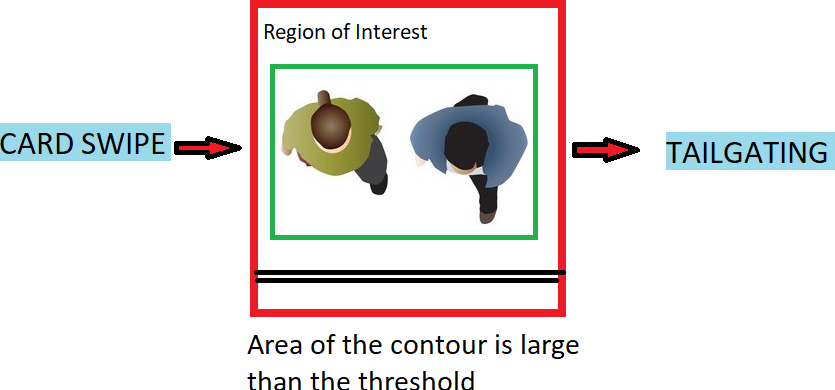 Region of Interest
CARD SWIPE
TAILGATING
Area of the contour is large
than the threshold